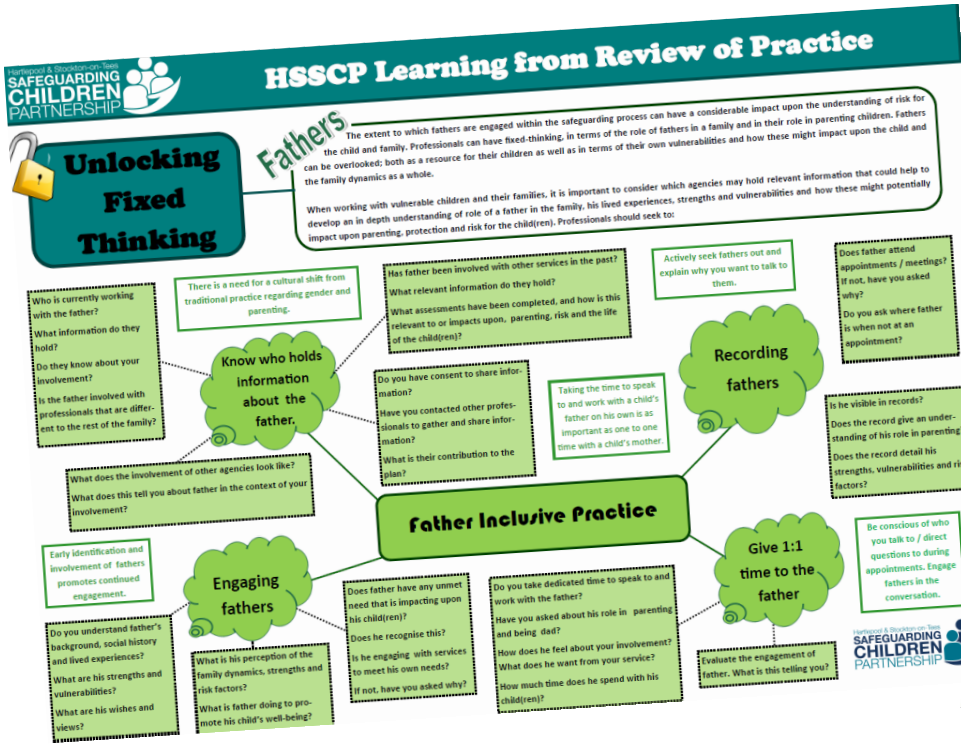 Hartlepool & Stockton-on-Tees
SAFEGUARDING
CHILDREN
PARTNERSHIP
HSSCP Learning from Review of Practice
Unlocking
Fixed
Thinking
Fathers
The extent to which fathers are engaged within the safeguarding process can have a considerable impact upon the understanding of risk for
the child and family. Professionals can have fixed-thinking, in terms of the role of fathers in a family and in their role in parenting children. Fathers
can be overlooked; both as a resource for their children as well as in terms of their own vulnerabilities and how these might impact upon the child and
the family dynamics as a whole.
When working with vulnerable children and their families, it is important to consider which agencies may hold relevant information that could help to
develop an in depth understanding of role of a father in the family, his lived experiences, strengths and vulnerabilities and how these might potentially
impact upon parenting, protection and risk for the child(ren). Professionals should seek to:
Who is currently working
with the father?
What information do they
hold?
Do they know about your
involvement?
Is the father involved with
professionals that are differ-
ent to the rest of the family?
There is a need for a cultural shift from
traditional practice regarding gender and
parenting.
Has father been involved with other services in the past?
What relevant information do they hold?
What assessments have been completed, and how is this
relevant to or impacts upon, parenting, risk and the life
of the child(ren)?
Actively seek fathers out and
explain why you want to talk to
them.
Does father attend
appointments / meetings?
If not, have you asked
why?
Do you ask where father
is when not at an
appointment?
Know who holds
information
about the
father.
Do you have consent to share infor-
mation?
Have you contacted other profes-
sionals to gather and share infor-
mation?
What is their contribution to the
plan?
Taking the time to speak
to and work with a child's
father on his own is as
important as one to one
time with a child's mother.
Recording
fathers
Is he visible in records?
Does the record give an under-
standing of his role in parenting
Does the record detail his
strengths, vulnerabilities and ri
factors?
What does the involvement of other agencies look like?
What does this tell you about father in the context of your
involvement?
Father Inclusive Practice
Early identification and
involvement of fathers
promotes continued
engagement.
Engaging
fathers
Does father have any unmet
need that is impacting upon
his child(ren)?
Does he recognise this?
Is he engaging with services
to meet his own needs?
If not, have you asked why?
Do you take dedicated time to speak to and
work with the father?
Have you asked about his role in parenting
and being dad?
How does he feel about your involvement?
What does he want from your service?
How much time does he spend with his
child(ren)?
Give 1:1
time to the
father
Be conscious of who
you talk to / direct
questions to during
appointments. Engage
fathers in the
conversation.
Do you understand father's
background, social history
and lived experiences?
What are his strengths and
vulnerabilities?
What are his wishes and
views?
What is his perception of the
family dynamics, strengths and
risk factors?
What is father doing to pro-
mote his child's well-being?
Evaluate the engagement of
father. What is this telling you?
Hartlepool & Stockton-on-Tees
SAFEGUARDING
CHILDREN
PARTNERSHIP